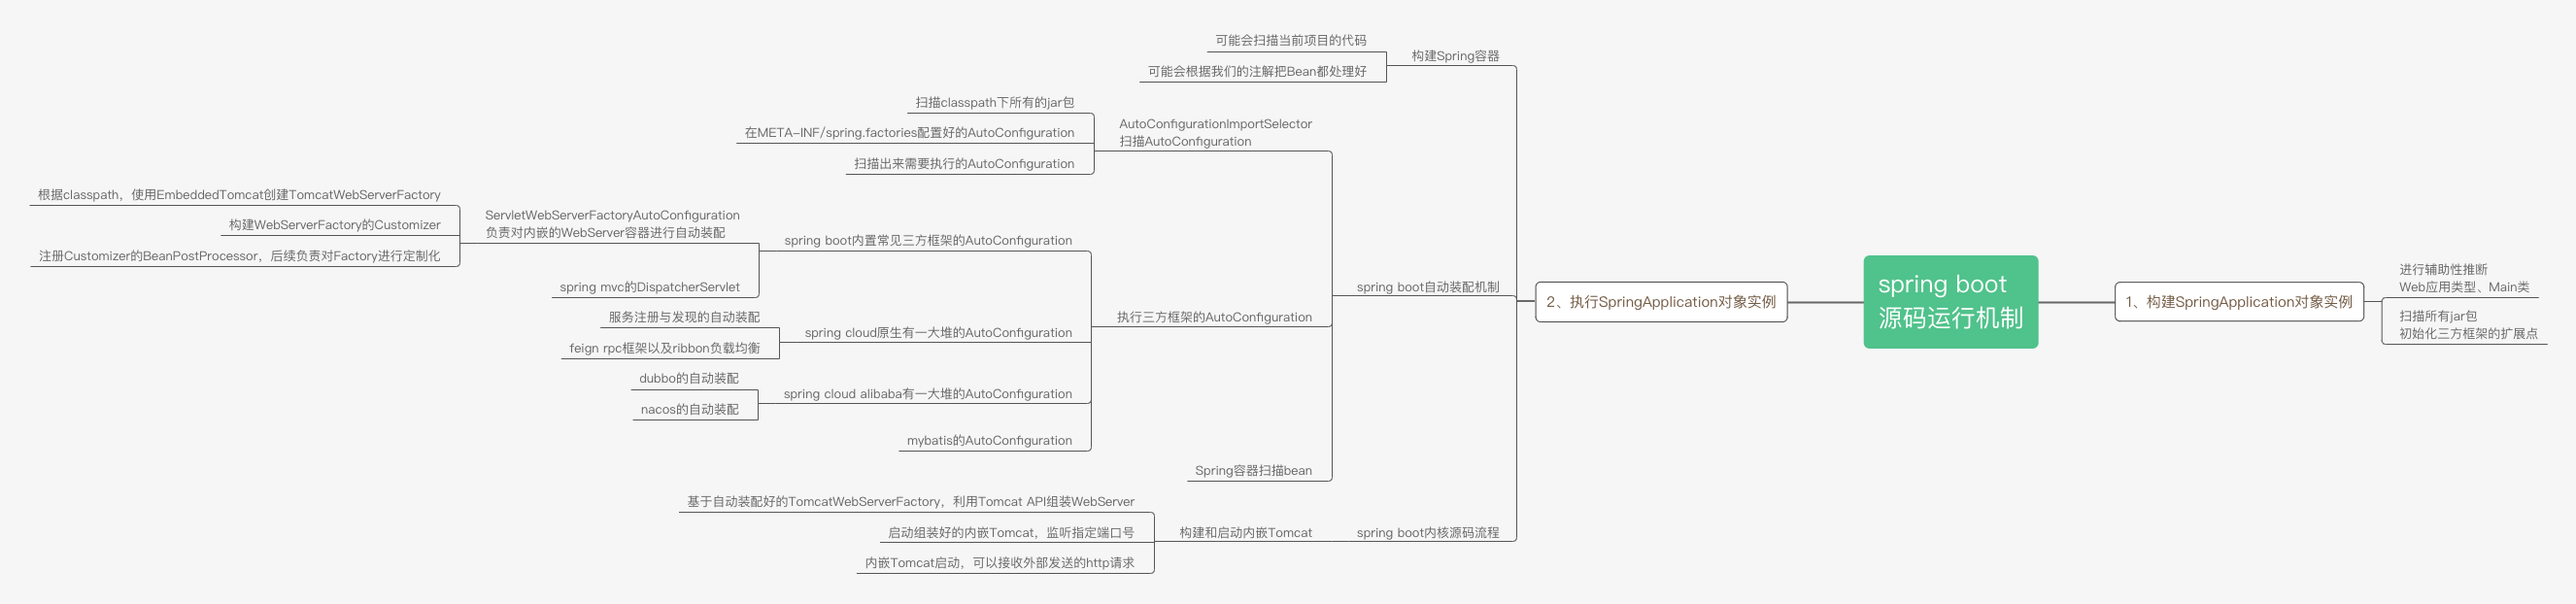 spring boot
源码运行机制
1、构建SpringApplication对象实例
进行辅助性推断
Web应用类型、Main类
扫描所有jar包
初始化三方框架的扩展点
2、执行SpringApplication对象实例
构建Spring容器
可能会扫描当前项目的代码
可能会根据我们的注解把Bean都处理好
spring boot自动装配机制
AutoConfigurationImportSelector
扫描AutoConfiguration
扫描classpath下所有的jar包
在META-INF/spring.factories配置好的AutoConfiguration
扫描出来需要执行的AutoConfiguration
执行三方框架的AutoConfiguration
spring boot内置常见三方框架的AutoConfiguration
ServletWebServerFactoryAutoConfiguration
负责对内嵌的WebServer容器进行自动装配
根据classpath，使用EmbeddedTomcat创建TomcatWebServerFactory
构建WebServerFactory的Customizer
注册Customizer的BeanPostProcessor，后续负责对Factory进行定制化
spring mvc的DispatcherServlet
spring cloud原生有一大堆的AutoConfiguration
服务注册与发现的自动装配
feign rpc框架以及ribbon负载均衡
spring cloud alibaba有一大堆的AutoConfiguration
dubbo的自动装配
nacos的自动装配
mybatis的AutoConfiguration
Spring容器扫描bean
spring boot内核源码流程
构建和启动内嵌Tomcat
基于自动装配好的TomcatWebServerFactory，利用Tomcat API组装WebServer
启动组装好的内嵌Tomcat，监听指定端口号
内嵌Tomcat启动，可以接收外部发送的http请求